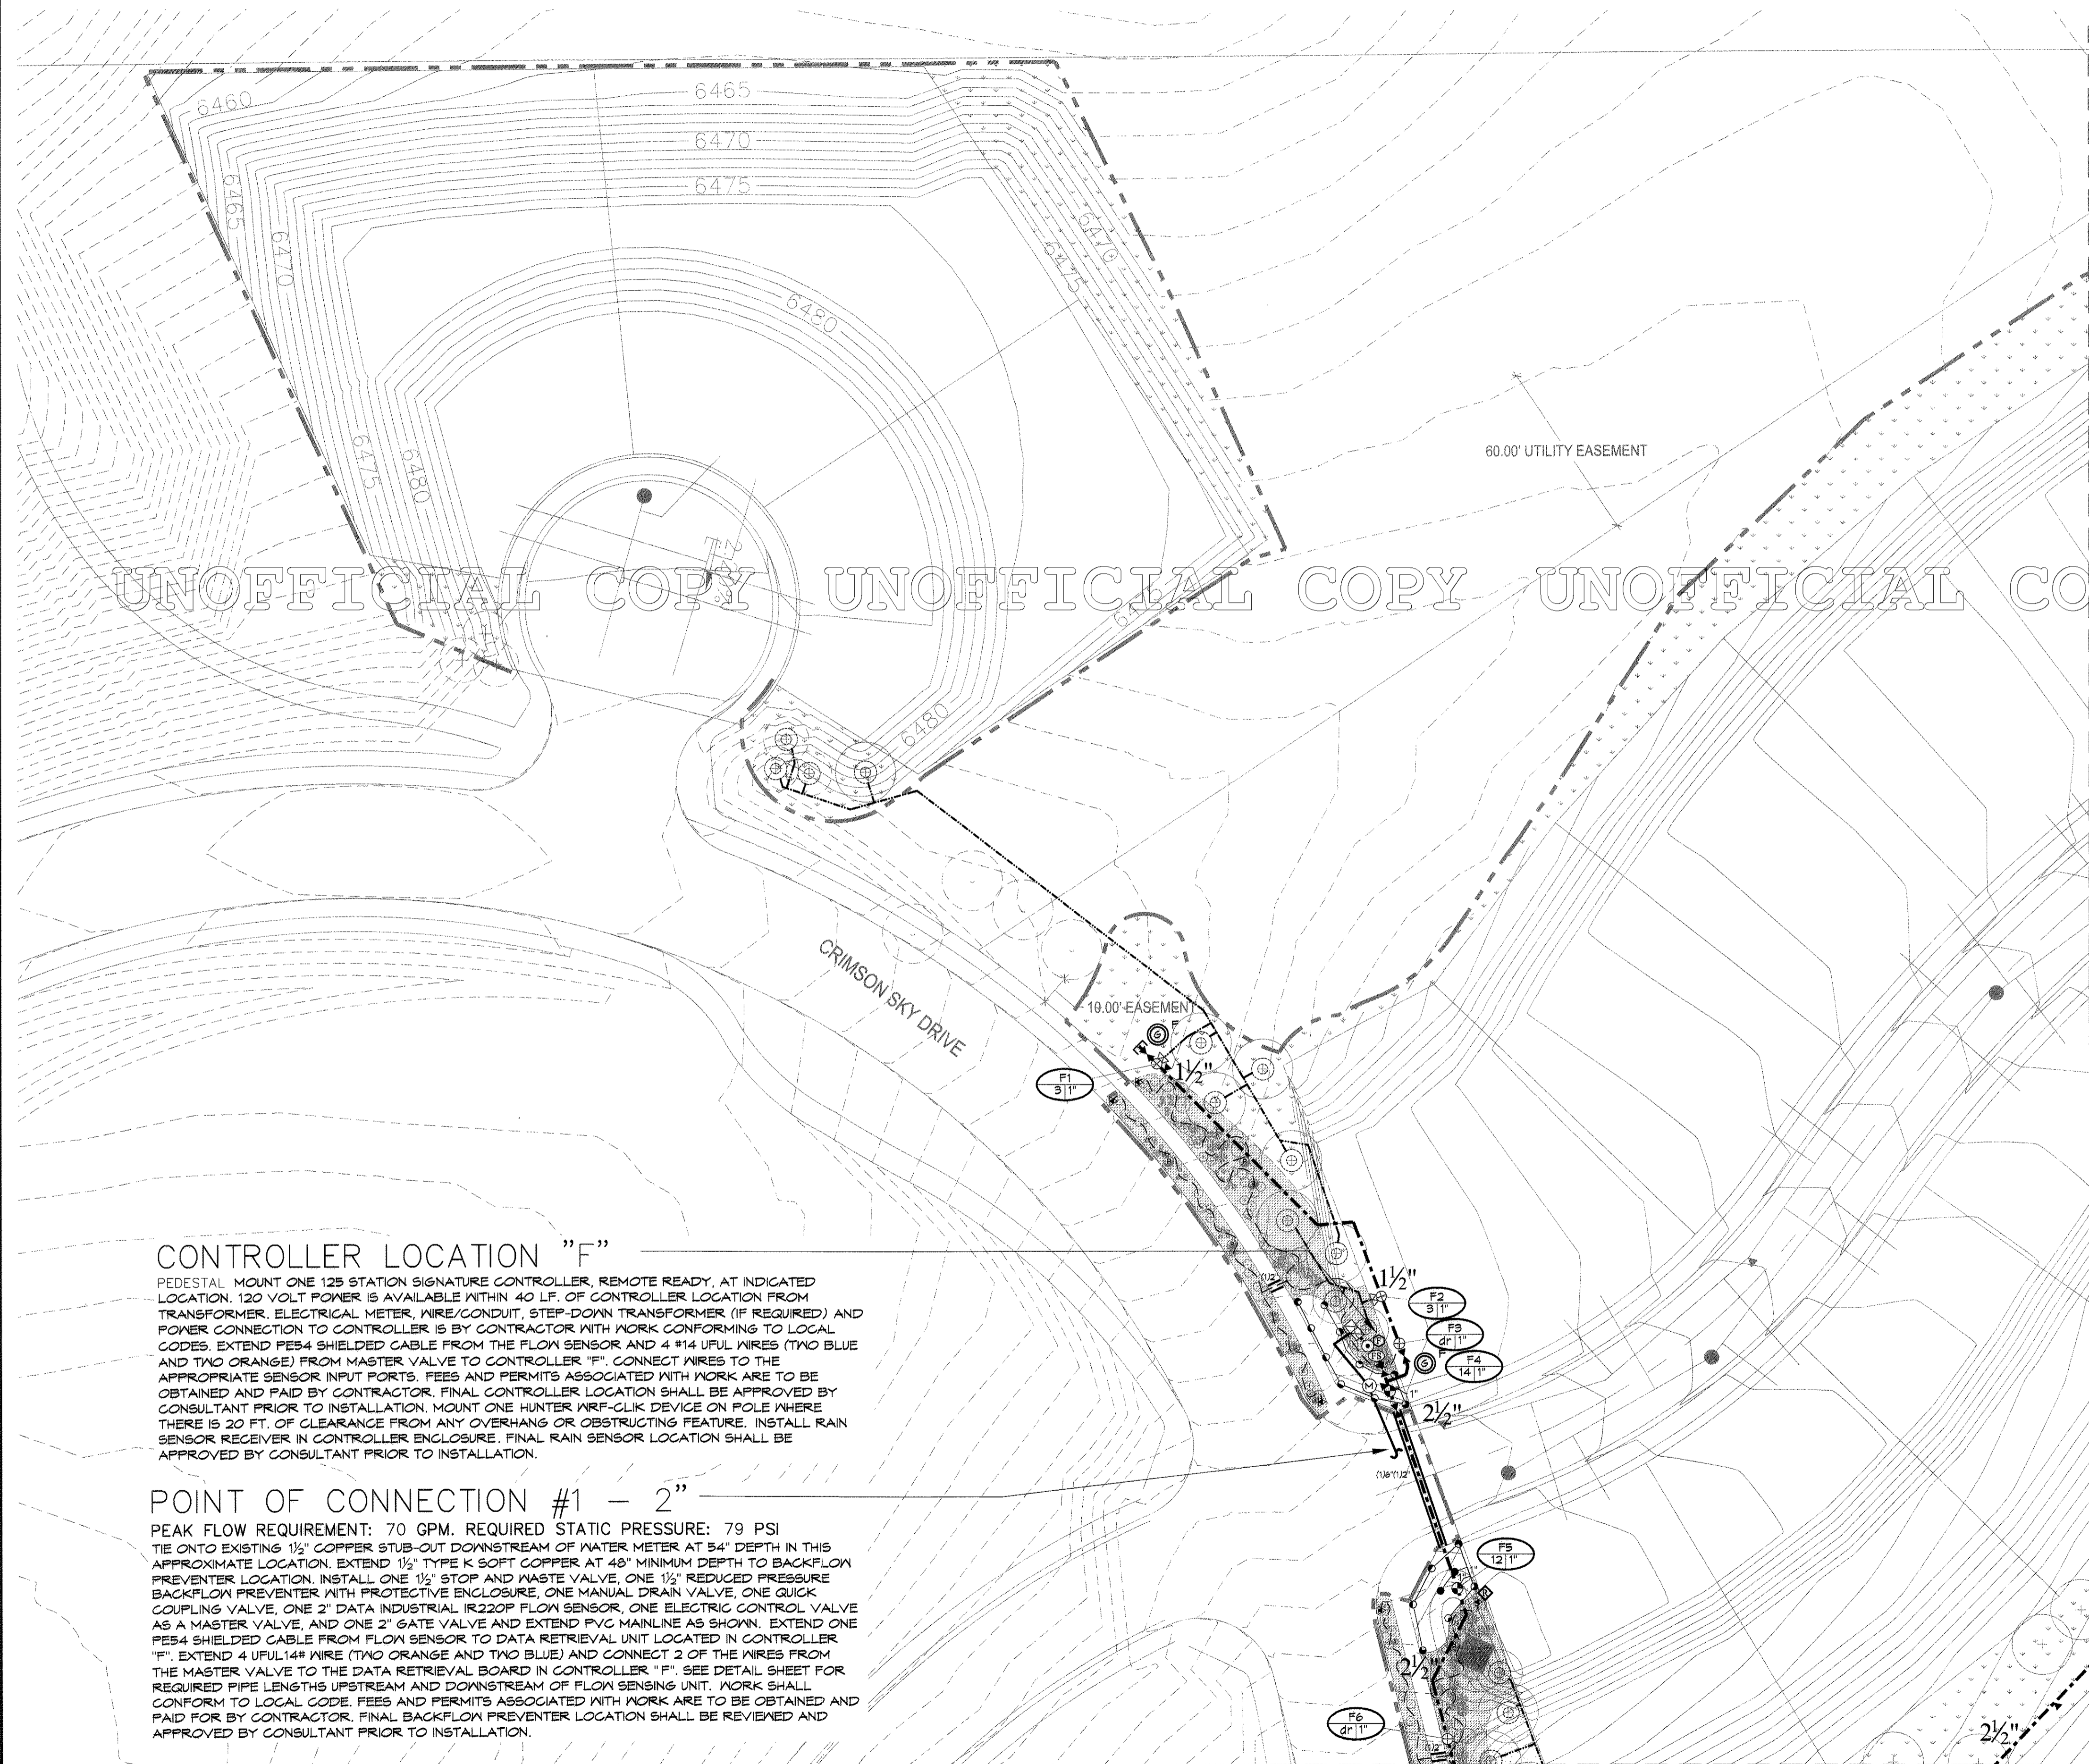 6460
6465
6470
6475
6465
6470
6470
6475
6480
6475
6480
60.00' UTILITY EASEMENT
UNOFFICIAL COPY UNOFFICIAL COPY UNOFFICIAL CO
6480
CRIMSON SKY DRIVE
10.00' EASEMENT
F
G
1½"
F1
3 1"
CONTROLLER LOCATION "F"
PEDESTAL MOUNT ONE 125 STATION SIGNATURE CONTROLLER, REMOTE READY, AT INDICATED
LOCATION. 120 VOLT POWER IS AVAILABLE WITHIN 40 LF. OF CONTROLLER LOCATION FROM
TRANSFORMER. ELECTRICAL METER, WIRE/CONDUIT, STEP-DOWN TRANSFORMER (IF REQUIRED) AND
POWER CONNECTION TO CONTROLLER IS BY CONTRACTOR WITH WORK CONFORMING TO LOCAL
CODES. EXTEND PE54 SHIELDED CABLE FROM THE FLOW SENSOR AND 4 #14 UFUL WIRES (TWO BLUE
AND TWO ORANGE) FROM MASTER VALVE TO CONTROLLER "F". CONNECT WIRES TO THE
APPROPRIATE SENSOR INPUT PORTS. FEES AND PERMITS ASSOCIATED WITH WORK ARE TO BE
OBTAINED AND PAID BY CONTRACTOR. FINAL CONTROLLER LOCATION SHALL BE APPROVED BY
CONSULTANT PRIOR TO INSTALLATION. MOUNT ONE HUNTER WRF-CLIK DEVICE ON POLE WHERE
THERE IS 20 FT. OF CLEARANCE FROM ANY OVERHANG OR OBSTRUCTING FEATURE. INSTALL RAIN
SENSOR RECEIVER IN CONTROLLER ENCLOSURE. FINAL RAIN SENSOR LOCATION SHALL BE
APPROVED BY CONSULTANT PRIOR TO INSTALLATION.
1½"
F2
3 1"
F3
dr 1"
F
FS
G
F
F4
14 1"
M
1"
2½"
(1)6"(1)2"
POINT OF CONNECTION #1 - 2"
PEAK FLOW REQUIREMENT: 70 GPM. REQUIRED STATIC PRESSURE: 79 PSI
TIE ONTO EXISTING 1½" COPPER STUB-OUT DOWNSTREAM OF WATER METER AT 54" DEPTH IN THIS
APPROXIMATE LOCATION. EXTEND 1½" TYPE K SOFT COPPER AT 48" MINIMUM DEPTH TO BACKFLOW
PREVENTER LOCATION. INSTALL ONE 1½" STOP AND WASTE VALVE, ONE 1½" REDUCED PRESSURE
BACKFLOW PREVENTER WITH PROTECTIVE ENCLOSURE, ONE MANUAL DRAIN VALVE, ONE QUICK
COUPLING VALVE, ONE 2" DATA INDUSTRIAL IR220P FLOW SENSOR, ONE ELECTRIC CONTROL VALVE
AS A MASTER VALVE, AND ONE 2" GATE VALVE AND EXTEND PVC MAINLINE AS SHOWN. EXTEND ONE
PE54 SHIELDED CABLE FROM FLOW SENSOR TO DATA RETRIEVAL UNIT LOCATED IN CONTROLLER
"F". EXTEND 4 UFUL14# WIRE (TWO ORANGE AND TWO BLUE) AND CONNECT 2 OF THE WIRES FROM
THE MASTER VALVE TO THE DATA RETRIEVAL BOARD IN CONTROLLER "F". SEE DETAIL SHEET FOR
REQUIRED PIPE LENGTHS UPSTREAM AND DOWNSTREAM OF FLOW SENSING UNIT. WORK SHALL
CONFORM TO LOCAL CODE. FEES AND PERMITS ASSOCIATED WITH WORK ARE TO BE OBTAINED AND
PAID FOR BY CONTRACTOR. FINAL BACKFLOW PREVENTER LOCATION SHALL BE REVIEWED AND
APPROVED BY CONSULTANT PRIOR TO INSTALLATION.
F5
12 1"
2½"
F6
dr 1"
2½"